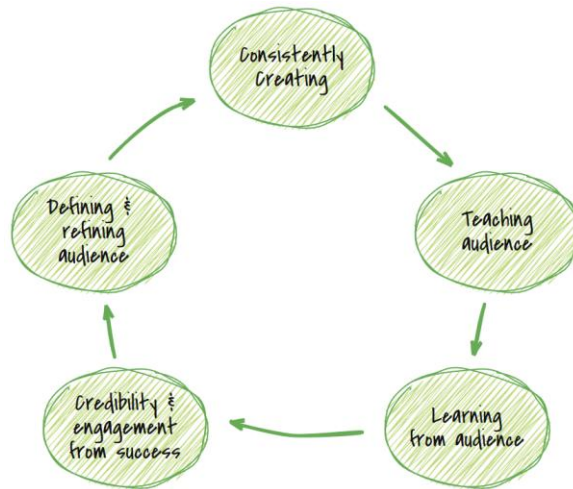 Consistently
Creating
Teaching
audience
Learning
from audience
Credibility &
engagement
from success
Defining &
refining
audience